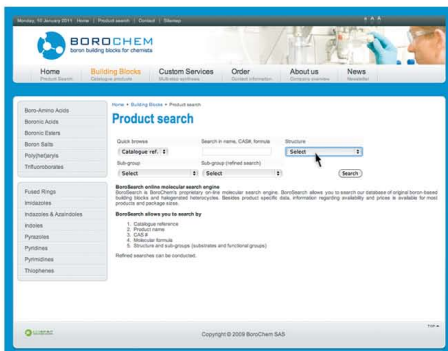 Monday, 10 January 2011 Home | Product search | Contact | Sitemap
A A A
BOROCHEM
boron building blocks for chemists
Home Building Blocks Custom Services Order About us News
Product Search Catalogue products Multi-step synthesis Contact information Company overview Newsletter
Home • Building Blocks • Product search
Product search
Boro-Amino Acids
Boronic Acids
Boronic Esters
Boron Salts
Poly(het)aryls
Trifluoroborates
Fused Rings
Imidazoles
Indazoles & Azaindoles
Indoles
Pyrazoles
Pyridines
Pyrimidines
Thiophenes
Quick browse Search in name, CAS#, formula Structure
Catalogue ref. Select
Sub-group Sub-group (refined search)
Select Select Search
BoroSearch online molecular search engine
BoroSearch is BoroChem's proprietary on-line molecular search engine. BoroSearch allows you to search our database of original boron-based
building blocks and halogenated heterocycles. Besides product specific data, information regarding availability and prices is available for most
products and package sizes.
BoroSearch allows you to search by
1. Catalogue reference
2. Product name
3. CAS #
4. Molecular formula
5. Structure and sub-groups (substrates and functional groups)
Refined searches can be conducted.
TOP
Copyright © 2009 BoroChem SAS